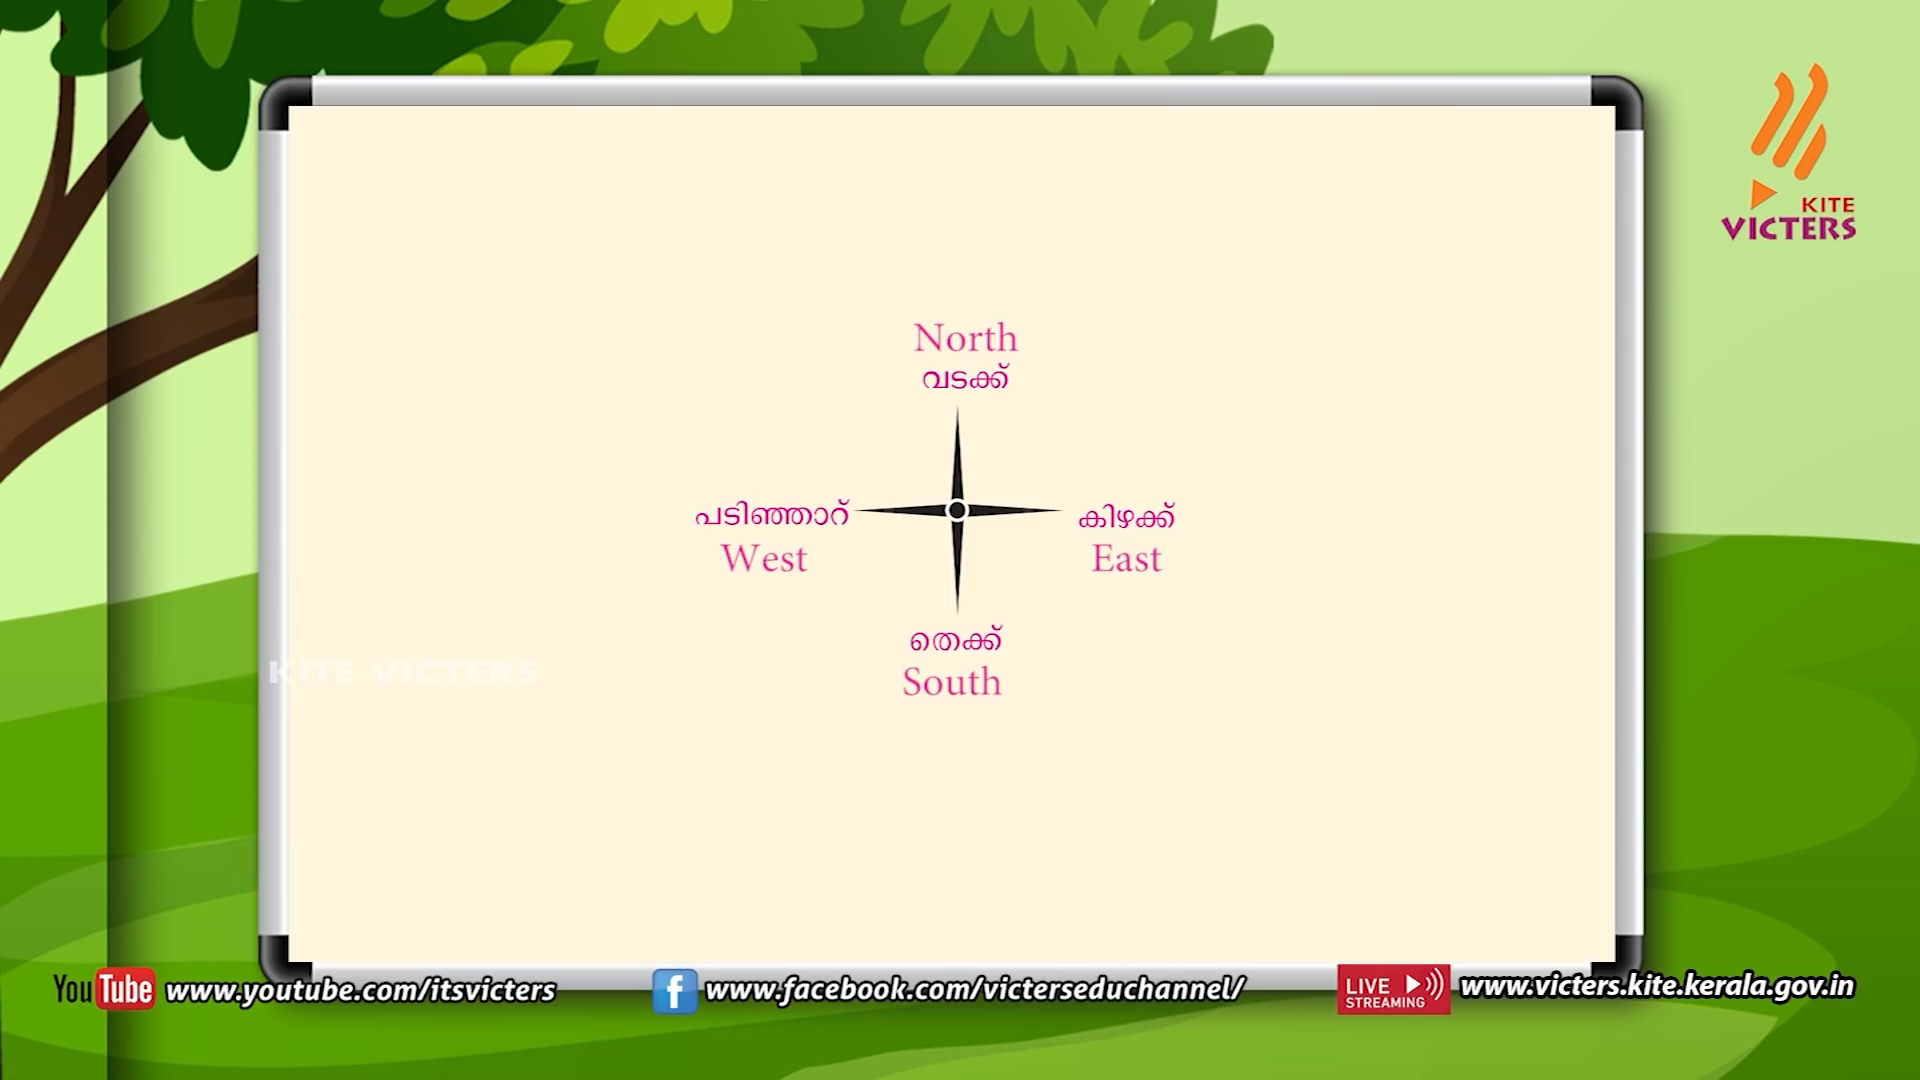 KITE
VICTERS
North
വടക്ക്
പടിഞ്ഞാറ്
West
കിഴക്ക്
East
തെക്ക്
South
KITE VICTERS
YouTube www.youtube.com/itsvicters
f www.facebook.com/victerseduchannel/
LIVE
STREAMING
www.victers.kite.kerala.gov.in